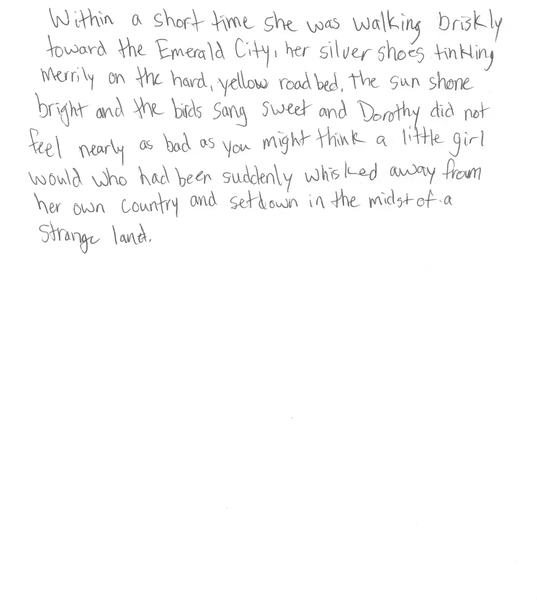 Within a short time she was walking briskly
toward the Emerald City, her silver shoes tinkling
merrily on the hard, yellow road bed. the sun shone
bright and the birds sang sweet and Dorothy did not
feel nearly as bad as you might think a little girl
would who had been suddenly whisked away from
her own country and setdown in the midst of a
strange land.